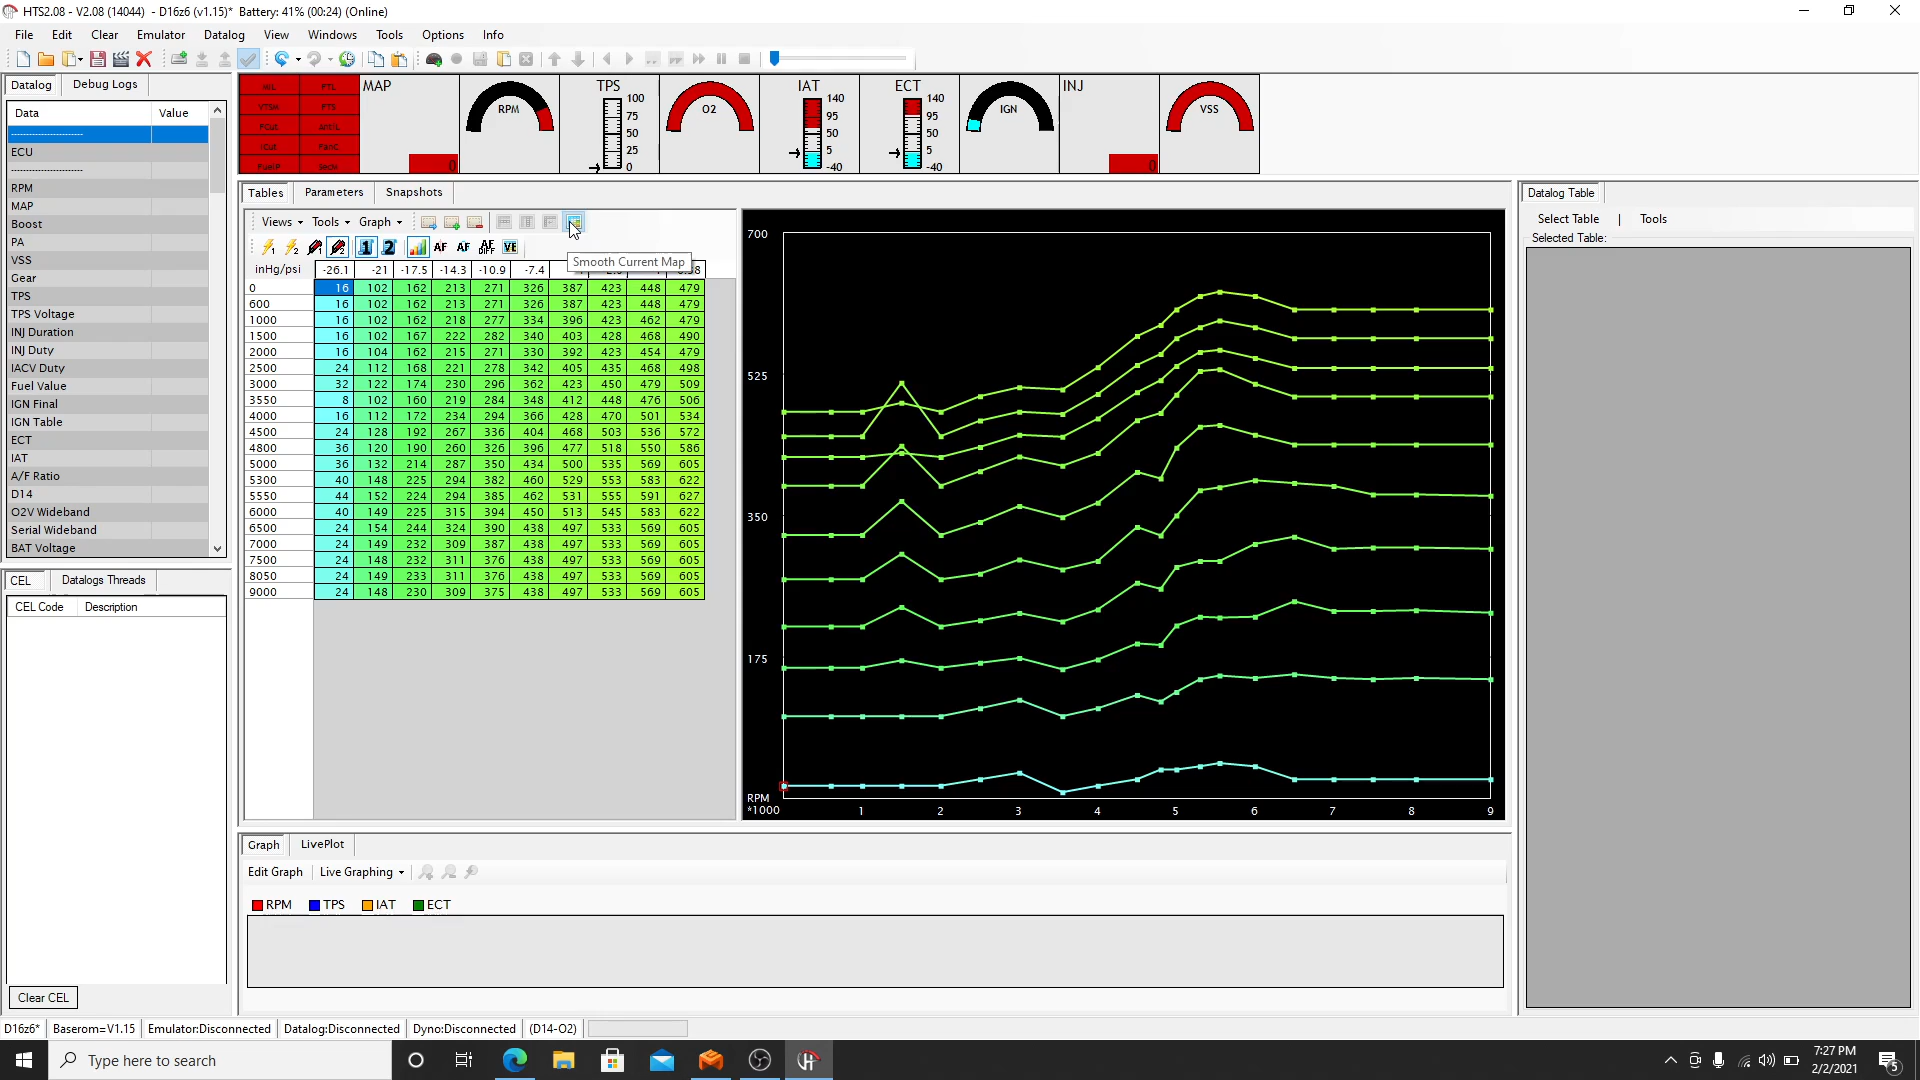 HTS2.08 - V2.08 (14044)  - D16z6 (v1.15)*  Battery: 41% (00:24) (Online)
File Edit Clear Emulator Datalog View Windows Tools Options Info
Datalog Debug Logs
Data Value
------------------------
ECU
------------------------
RPM
MAP
Boost
PA
VSS
Gear
TPS
TPS Voltage
INJ Duration
INJ Duty
IACV Duty
Fuel Value
IGN Final
IGN Table
ECT
IAT
A/F Ratio
D14
O2V Wideband
Serial Wideband
BAT Voltage
CEL Datalogs Threads
CEL Code Description
Clear CEL
MAP
0
RPM
TPS
100
75
50
25
0
O2
IAT
140
95
50
5
-40
ECT
140
95
50
5
-40
IGN
INJ
0
VSS
Tables Parameters Snapshots
Views Tools Graph
1 2 AF AF AF DIFF VE
Smooth Current Map
inHg/psi -26.1 -21 -17.5 -14.3 -10.9 -7.4
0 16 102 162 213 271 326 387 423 448 479
600 16 102 162 213 271 326 387 423 448 479
1000 16 102 162 218 277 334 396 423 462 479
1500 16 102 167 222 282 340 403 428 468 490
2000 16 104 162 215 271 330 392 423 454 479
2500 24 112 168 221 278 342 405 435 468 498
3000 32 122 174 230 296 362 423 450 479 509
3550 8 102 160 219 284 348 412 448 476 506
4000 16 112 172 234 294 366 428 470 501 534
4500 24 128 192 267 336 404 468 503 536 572
4800 36 120 190 260 326 396 477 518 550 586
5000 36 132 214 287 350 434 500 535 569 605
5300 40 148 225 294 382 460 529 553 583 622
5550 44 152 224 294 385 462 531 555 591 627
6000 40 149 225 315 394 450 513 545 583 622
6500 24 154 244 324 390 438 497 533 569 605
7000 24 149 232 309 387 438 497 533 569 605
7500 24 148 232 311 376 438 497 533 569 605
8050 24 149 233 311 376 438 497 533 569 605
9000 24 148 230 309 375 438 497 533 569 605
700
525
350
175
RPM
*1000 1 2 3 4 5 6 7 8 9
Graph LivePlot
Edit Graph Live Graphing
RPM TPS IAT ECT
Datalog Table
Select Table | Tools
Selected Table:
D16z6* Baserom=V1.15 Emulator:Disconnected Datalog:Disconnected Dyno:Disconnected (D14-O2)
Type here to search
7:27 PM
2/2/2021
5